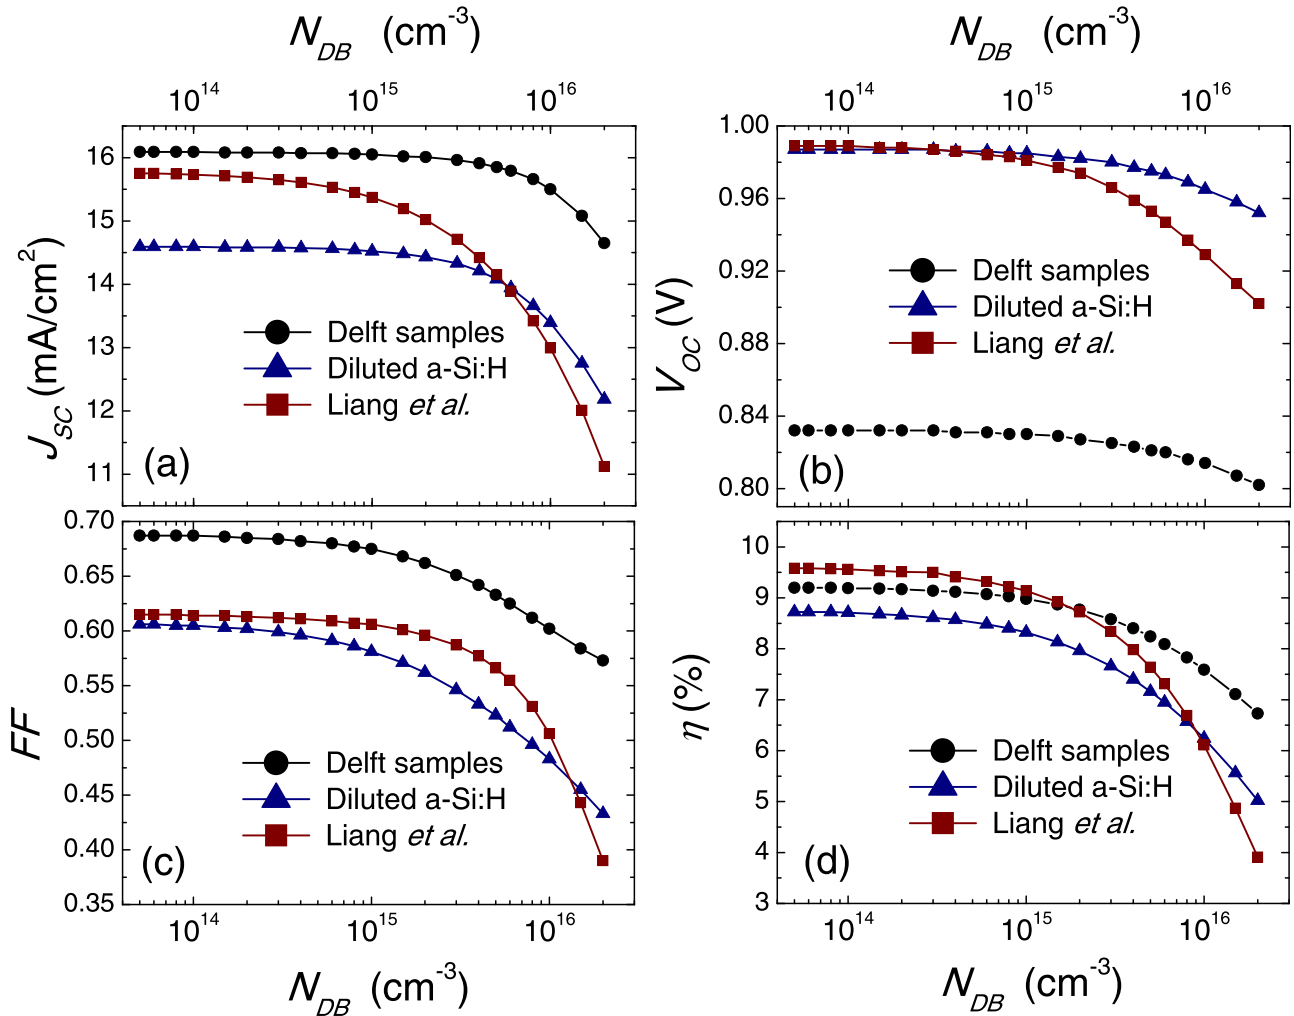 N_DB (cm^-3)
N_DB (cm^-3)
10^14 10^15 10^16
10^14 10^15 10^16
16
15
14
13
12
11
J_SC (mA/cm^2)
Delft samples
Diluted a-Si:H
Liang et al.
(a)
1.00
0.96
0.92
0.88
0.84
0.80
V_OC (V)
Delft samples
Diluted a-Si:H
Liang et al.
(b)
0.70
0.65
0.60
0.55
0.50
0.45
0.40
0.35
FF
Delft samples
Diluted a-Si:H
Liang et al.
(c)
10^14 10^15 10^16
N_DB (cm^-3)
10
9
8
7
6
5
4
3
η (%)
Delft samples
Diluted a-Si:H
Liang et al.
(d)
10^14 10^15 10^16
N_DB (cm^-3)